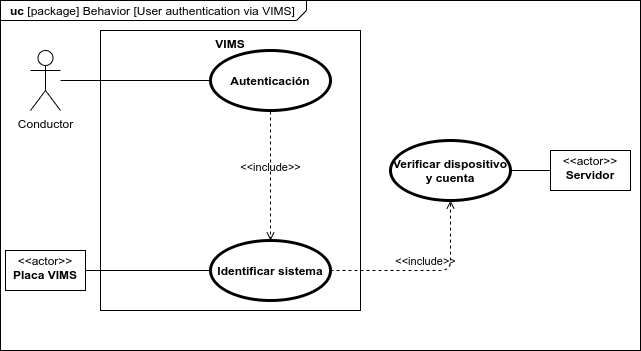 uc [package] Behavior [User authentication via VIMS]
VIMS
Conductor
Autenticación
<<include>>
Verificar dispositivo
y cuenta
<<actor>>
Servidor
<<actor>>
Placa VIMS
Identificar sistema
<<include>>